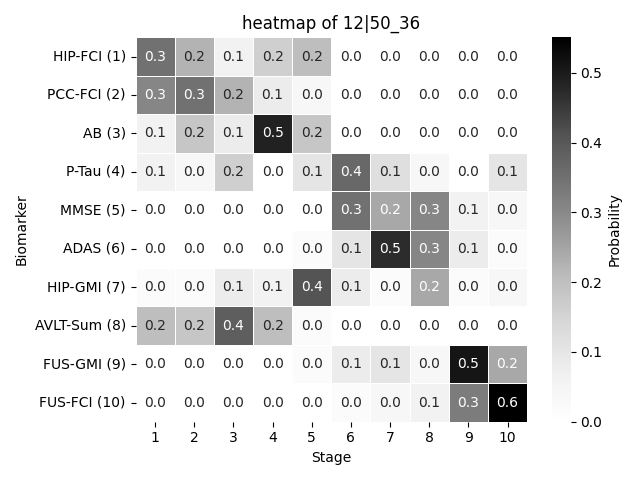 heatmap of 12|50_36
HIP-FCI (1) 0.3 0.2 0.1 0.2 0.2 0.0 0.0 0.0 0.0 0.0
PCC-FCI (2) 0.3 0.3 0.2 0.1 0.0 0.0 0.0 0.0 0.0 0.0
AB (3) 0.1 0.2 0.1 0.5 0.2 0.0 0.0 0.0 0.0 0.0
P-Tau (4) 0.1 0.0 0.2 0.0 0.1 0.4 0.1 0.0 0.0 0.1
MMSE (5) 0.0 0.0 0.0 0.0 0.0 0.3 0.2 0.3 0.1 0.0
ADAS (6) 0.0 0.0 0.0 0.0 0.0 0.1 0.5 0.3 0.1 0.0
HIP-GMI (7) 0.0 0.0 0.1 0.1 0.4 0.1 0.0 0.2 0.0 0.0
AVLT-Sum (8) 0.2 0.2 0.4 0.2 0.0 0.0 0.0 0.0 0.0 0.0
FUS-GMI (9) 0.0 0.0 0.0 0.0 0.0 0.1 0.1 0.0 0.5 0.2
FUS-FCI (10) 0.0 0.0 0.0 0.0 0.0 0.0 0.0 0.1 0.3 0.6
1 2 3 4 5 6 7 8 9 10
Stage
Biomarker
0.5
0.4
0.3
0.2
0.1
0.0
Probability